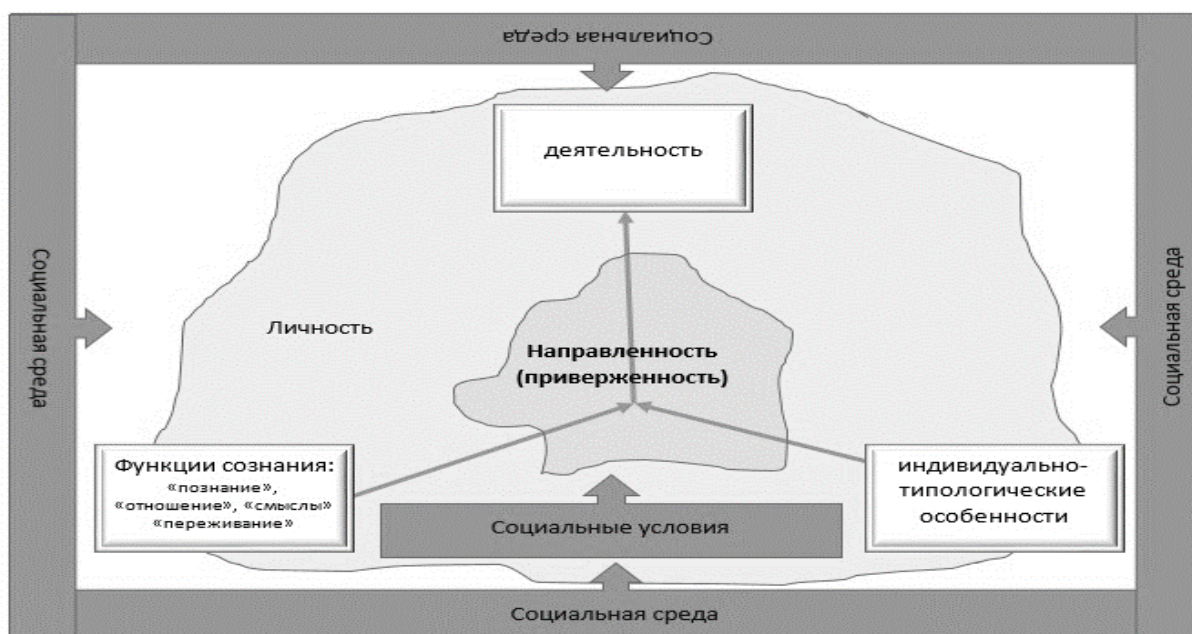 Социальная среда
Социальная среда
деятельность
Социальная среда
Личность
Направленность
(приверженность)
Функции сознания:
«познание»,
«отношение», «смыслы»
«переживание»
индивидуально-
типологические
особенности
Социальные условия
Социальная среда